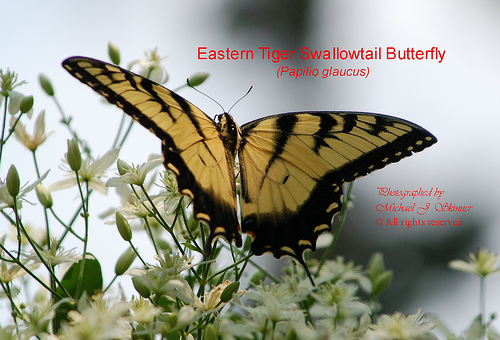 Eastern Tiger Swallowtail Butterfly
(Papilio glaucus)
Photographed by
Michael J Skinner
© All rights reserved